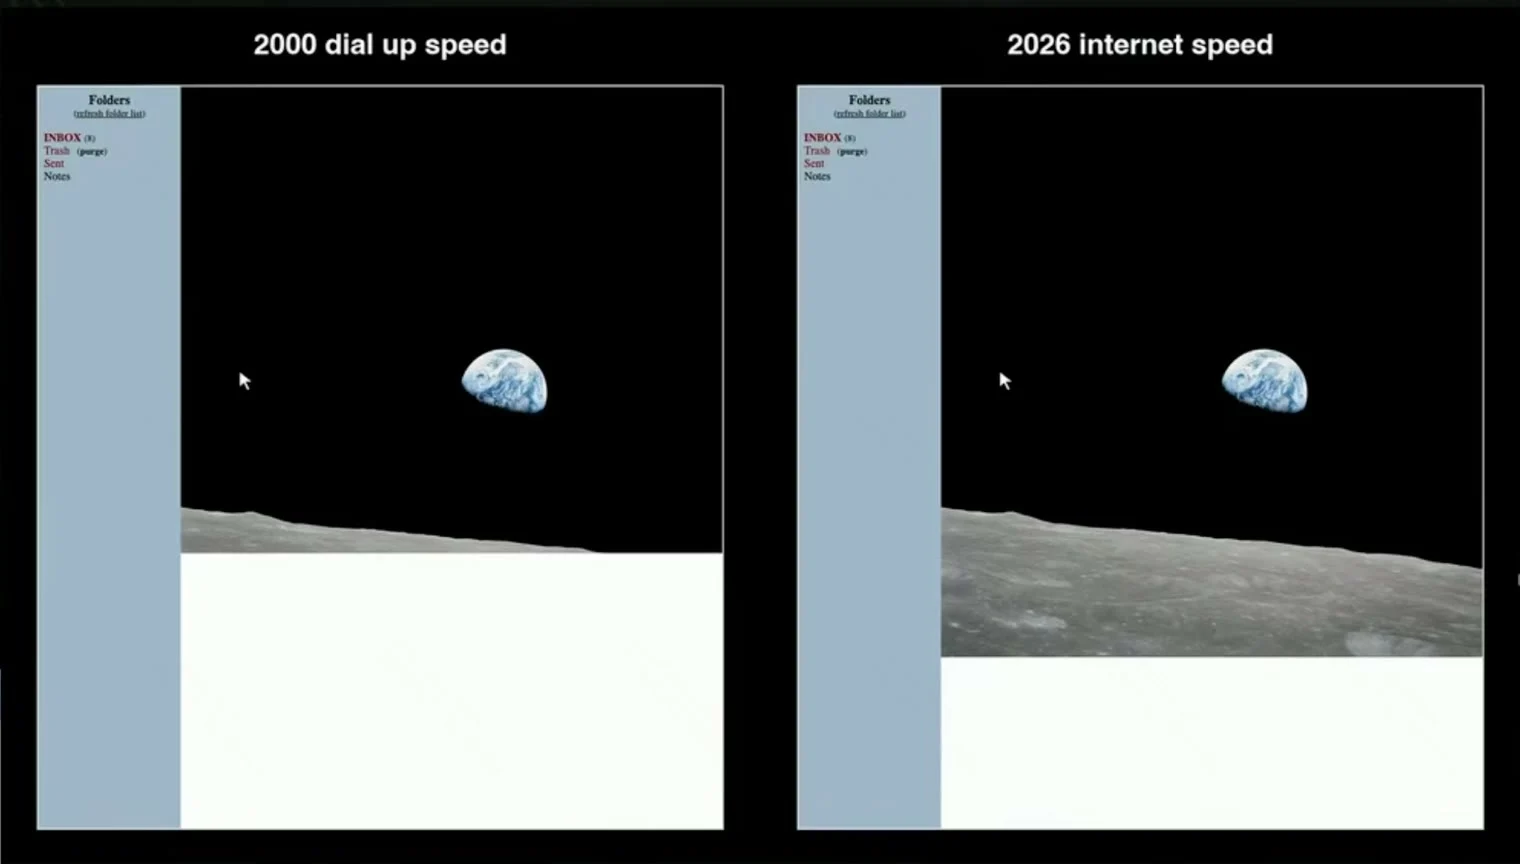 2000 dial up speed
Folders
(refresh folder list)
INBOX (8)
Trash (purge)
Sent
Notes
2026 internet speed
Folders
(refresh folder list)
INBOX (8)
Trash (purge)
Sent
Notes